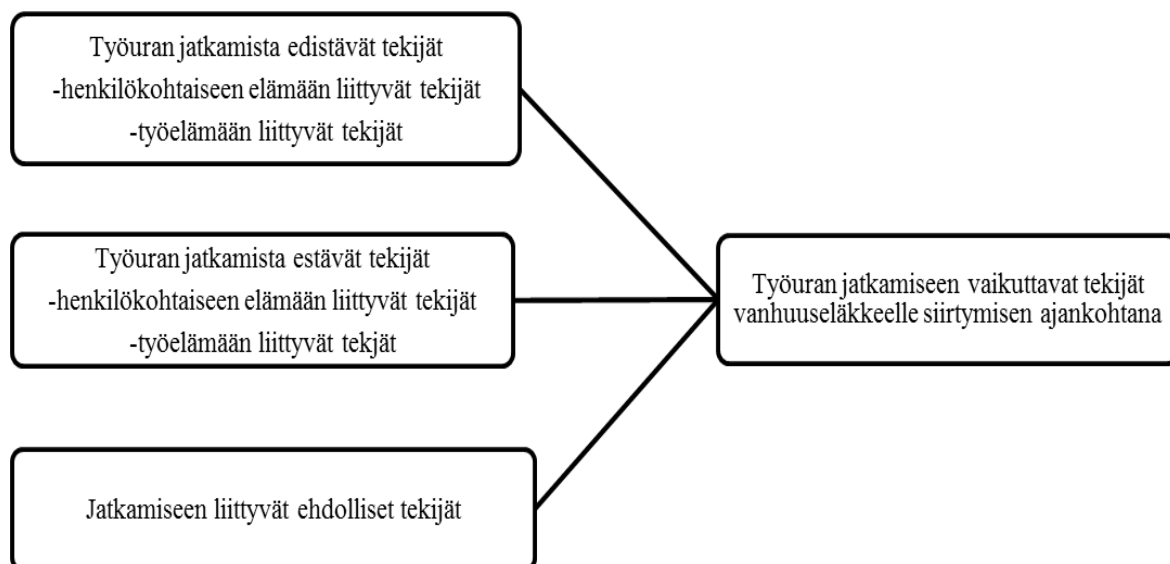 Työuran jatkamista edistävät tekijät
-henkilökohtaiseen elämään liittyvät tekijät
-työelämään liittyvät tekijät
Työuran jatkamista estävät tekijät
-henkilökohtaiseen elämään liittyvät tekijät
-työelämään liittyvät tekjät
Jatkamiseen liittyvät ehdolliset tekijät
Työuran jatkamiseen vaikuttavat tekijät
vanhuuseläkkeelle siirtymisen ajankohtana